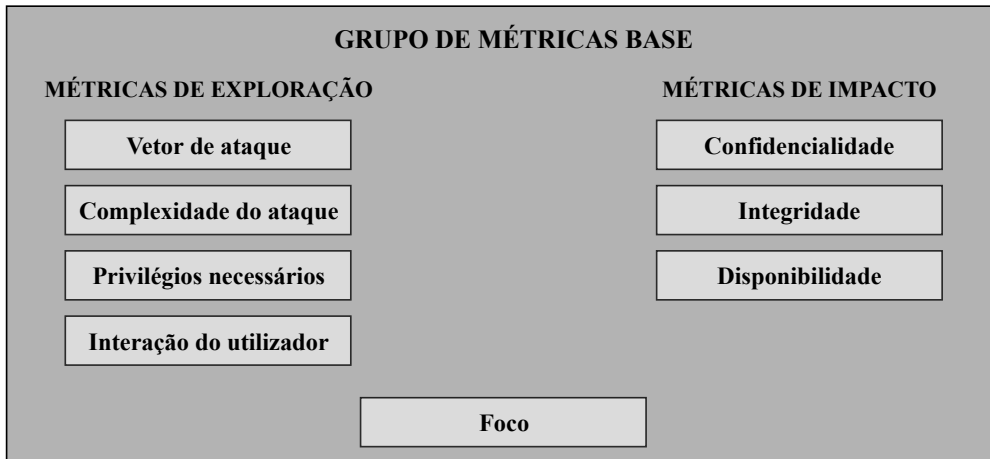 GRUPO DE MÉTRICAS BASE
MÉTRICAS DE EXPLORAÇÃO
Vetor de ataque
Complexidade do ataque
Privilégios necessários
Interação do utilizador
MÉTRICAS DE IMPACTO
Confidencialidade
Integridade
Disponibilidade
Foco